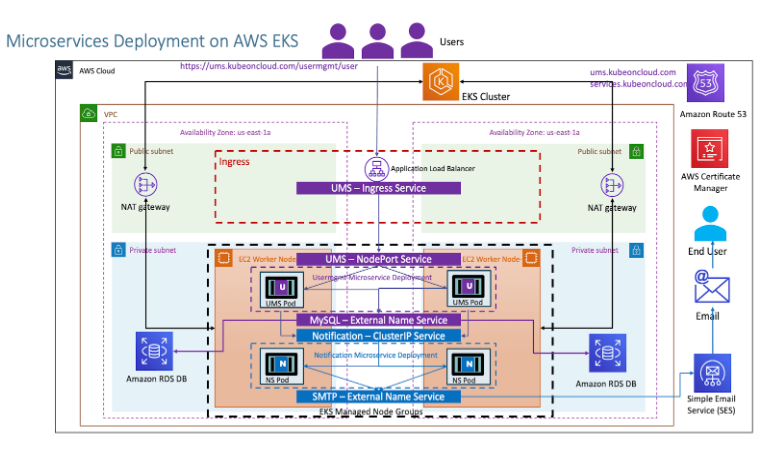 Microservices Deployment on AWS EKS
Users
aws
AWS Cloud
https://ums.kubeoncloud.com/usermgmt/user
ums.kubeoncloud.com
services.kubeoncloud.com
53
EKS Cluster
Amazon Route 53
VPC
Availability Zone: us-east-1a
Availability Zone: us-east-1a
Public subnet
Ingress
Public subnet
Application Load Balancer
AWS Certificate
Manager
UMS – Ingress Service
NAT gateway
NAT gateway
Private subnet
Private subnet
End User
EC2 Worker Node
UMS – NodePort Service
EC2 Worker Node
Usermgmt Microservice Deployment
U
U
UMS Pod
UMS Pod
@
Email
MySQL – External Name Service
Notification – ClusterIP Service
Notification Microservice Deployment
N
N
NS Pod
NS Pod
Amazon RDS DB
Amazon RDS DB
SMTP – External Name Service
EKS Managed Node Groups
Simple Email
Service (SES)